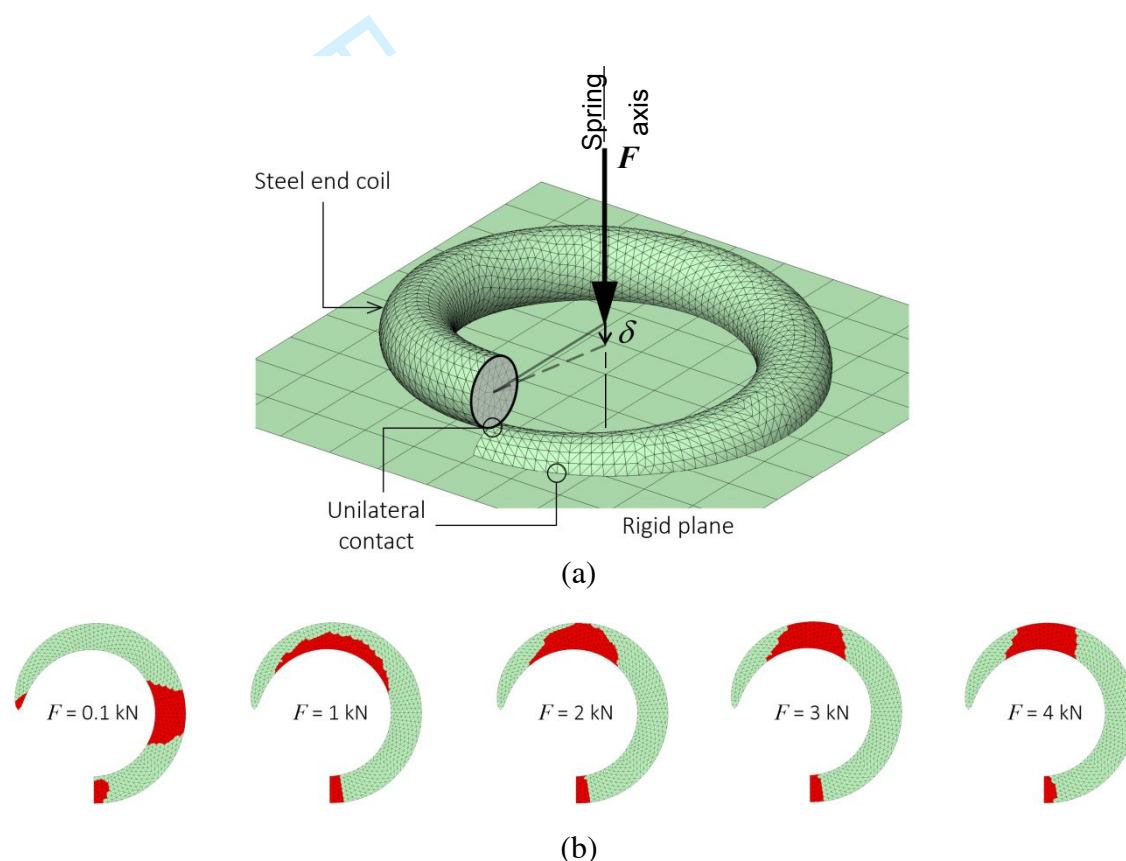 Spring
axis
F
Steel end coil
δ
Unilateral
contact
Rigid plane
(a)
F = 0.1 kN
F = 1 kN
F = 2 kN
F = 3 kN
F = 4 kN
(b)